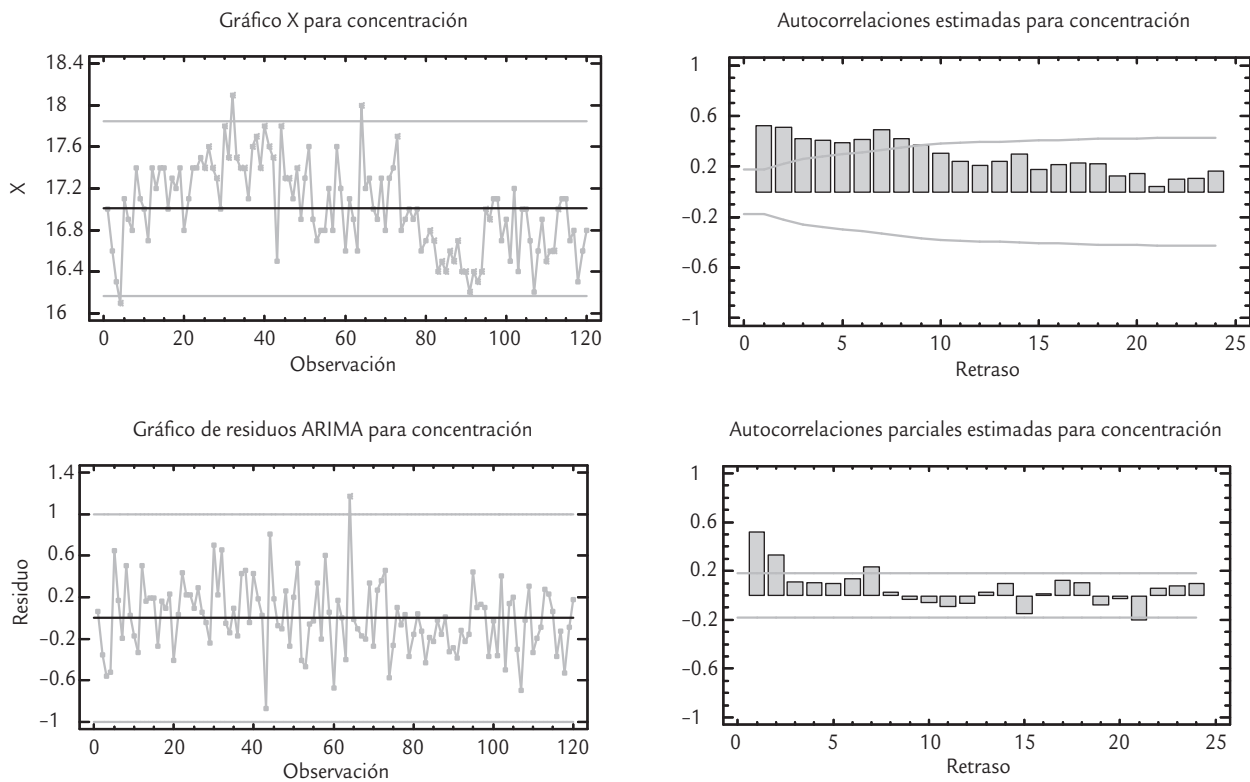 Gráfico X para concentración
18.4
18
17.6
17.2
16.8
16.4
16
X
0 20 40 60 80 100 120
Observación
Autocorrelaciones estimadas para concentración
1
0.6
0.2
−0.2
−0.6
−1
0 5 10 15 20 25
Retraso
Gráfico de residuos ARIMA para concentración
1.4
1
0.6
0.2
−0.2
−0.6
−1
Residuo
0 20 40 60 80 100 120
Observación
Autocorrelaciones parciales estimadas para concentración
1
0.6
0.2
−0.2
−0.6
−1
0 5 10 15 20 25
Retraso